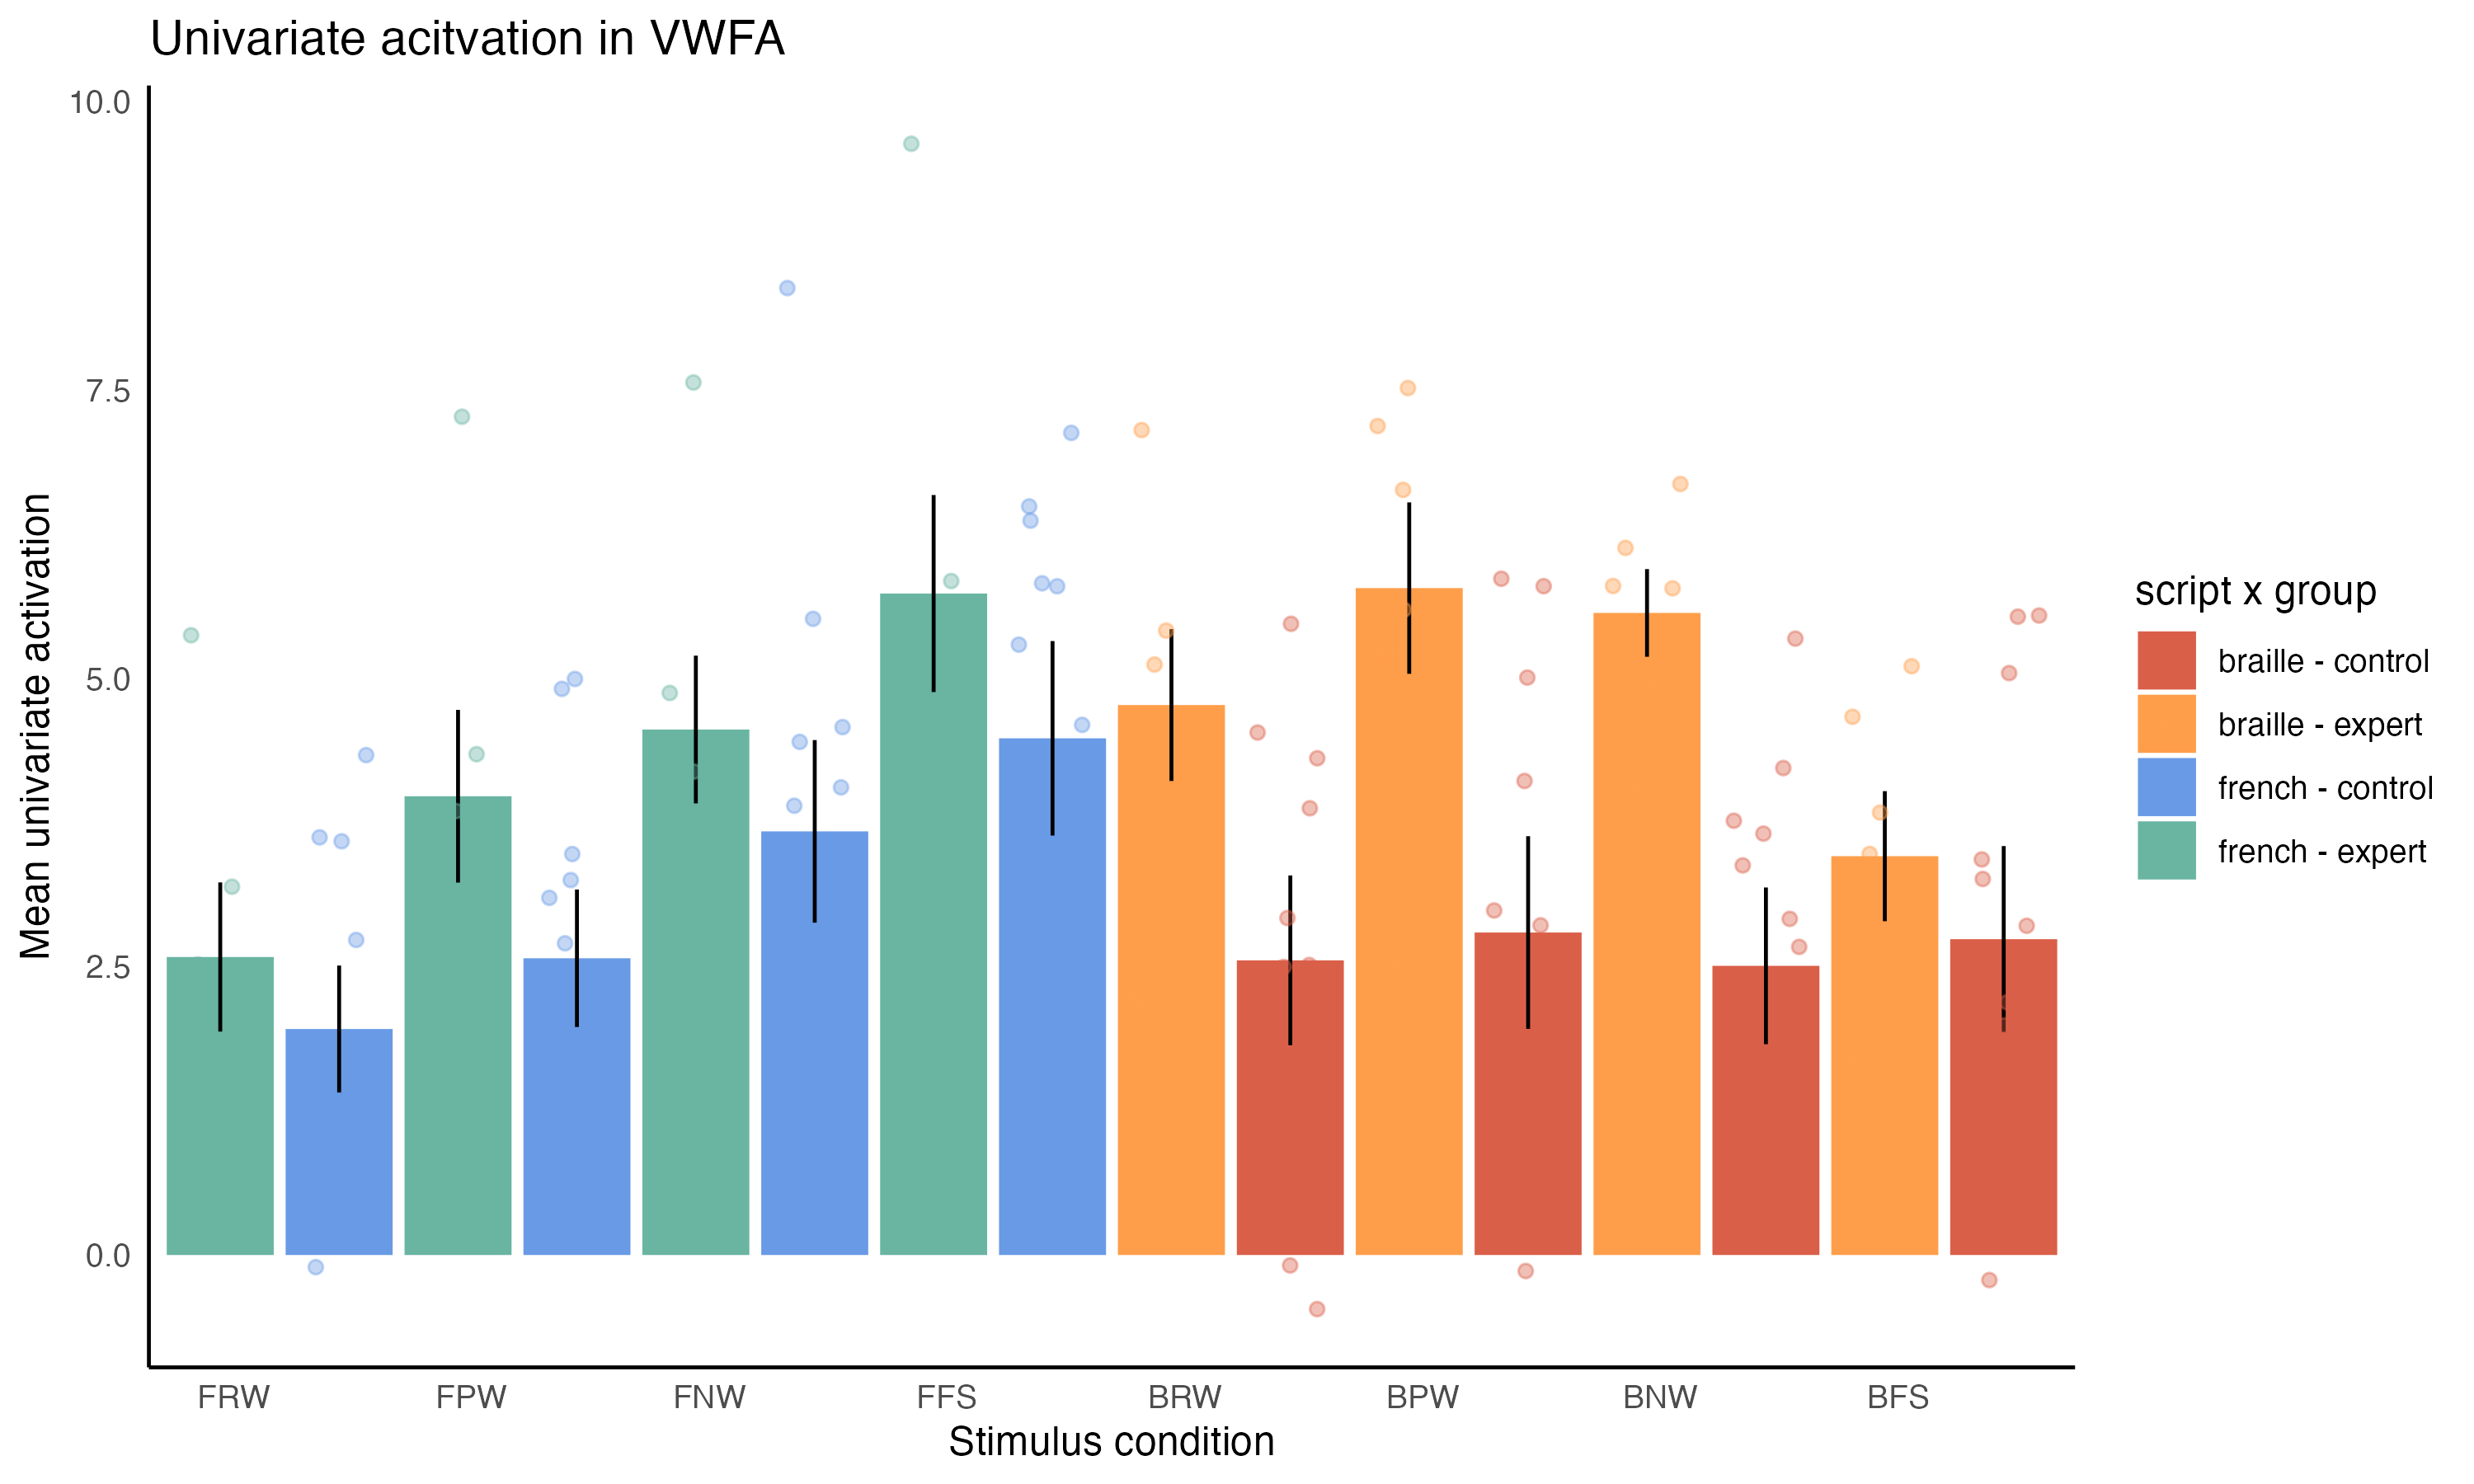 Univariate acitvation in VWFA
Mean univariate activation
10.0
7.5
5.0
2.5
0.0
FRW FPW FNW FFS BRW BPW BNW BFS
Stimulus condition
script x group
braille - control
braille - expert
french - control
french - expert